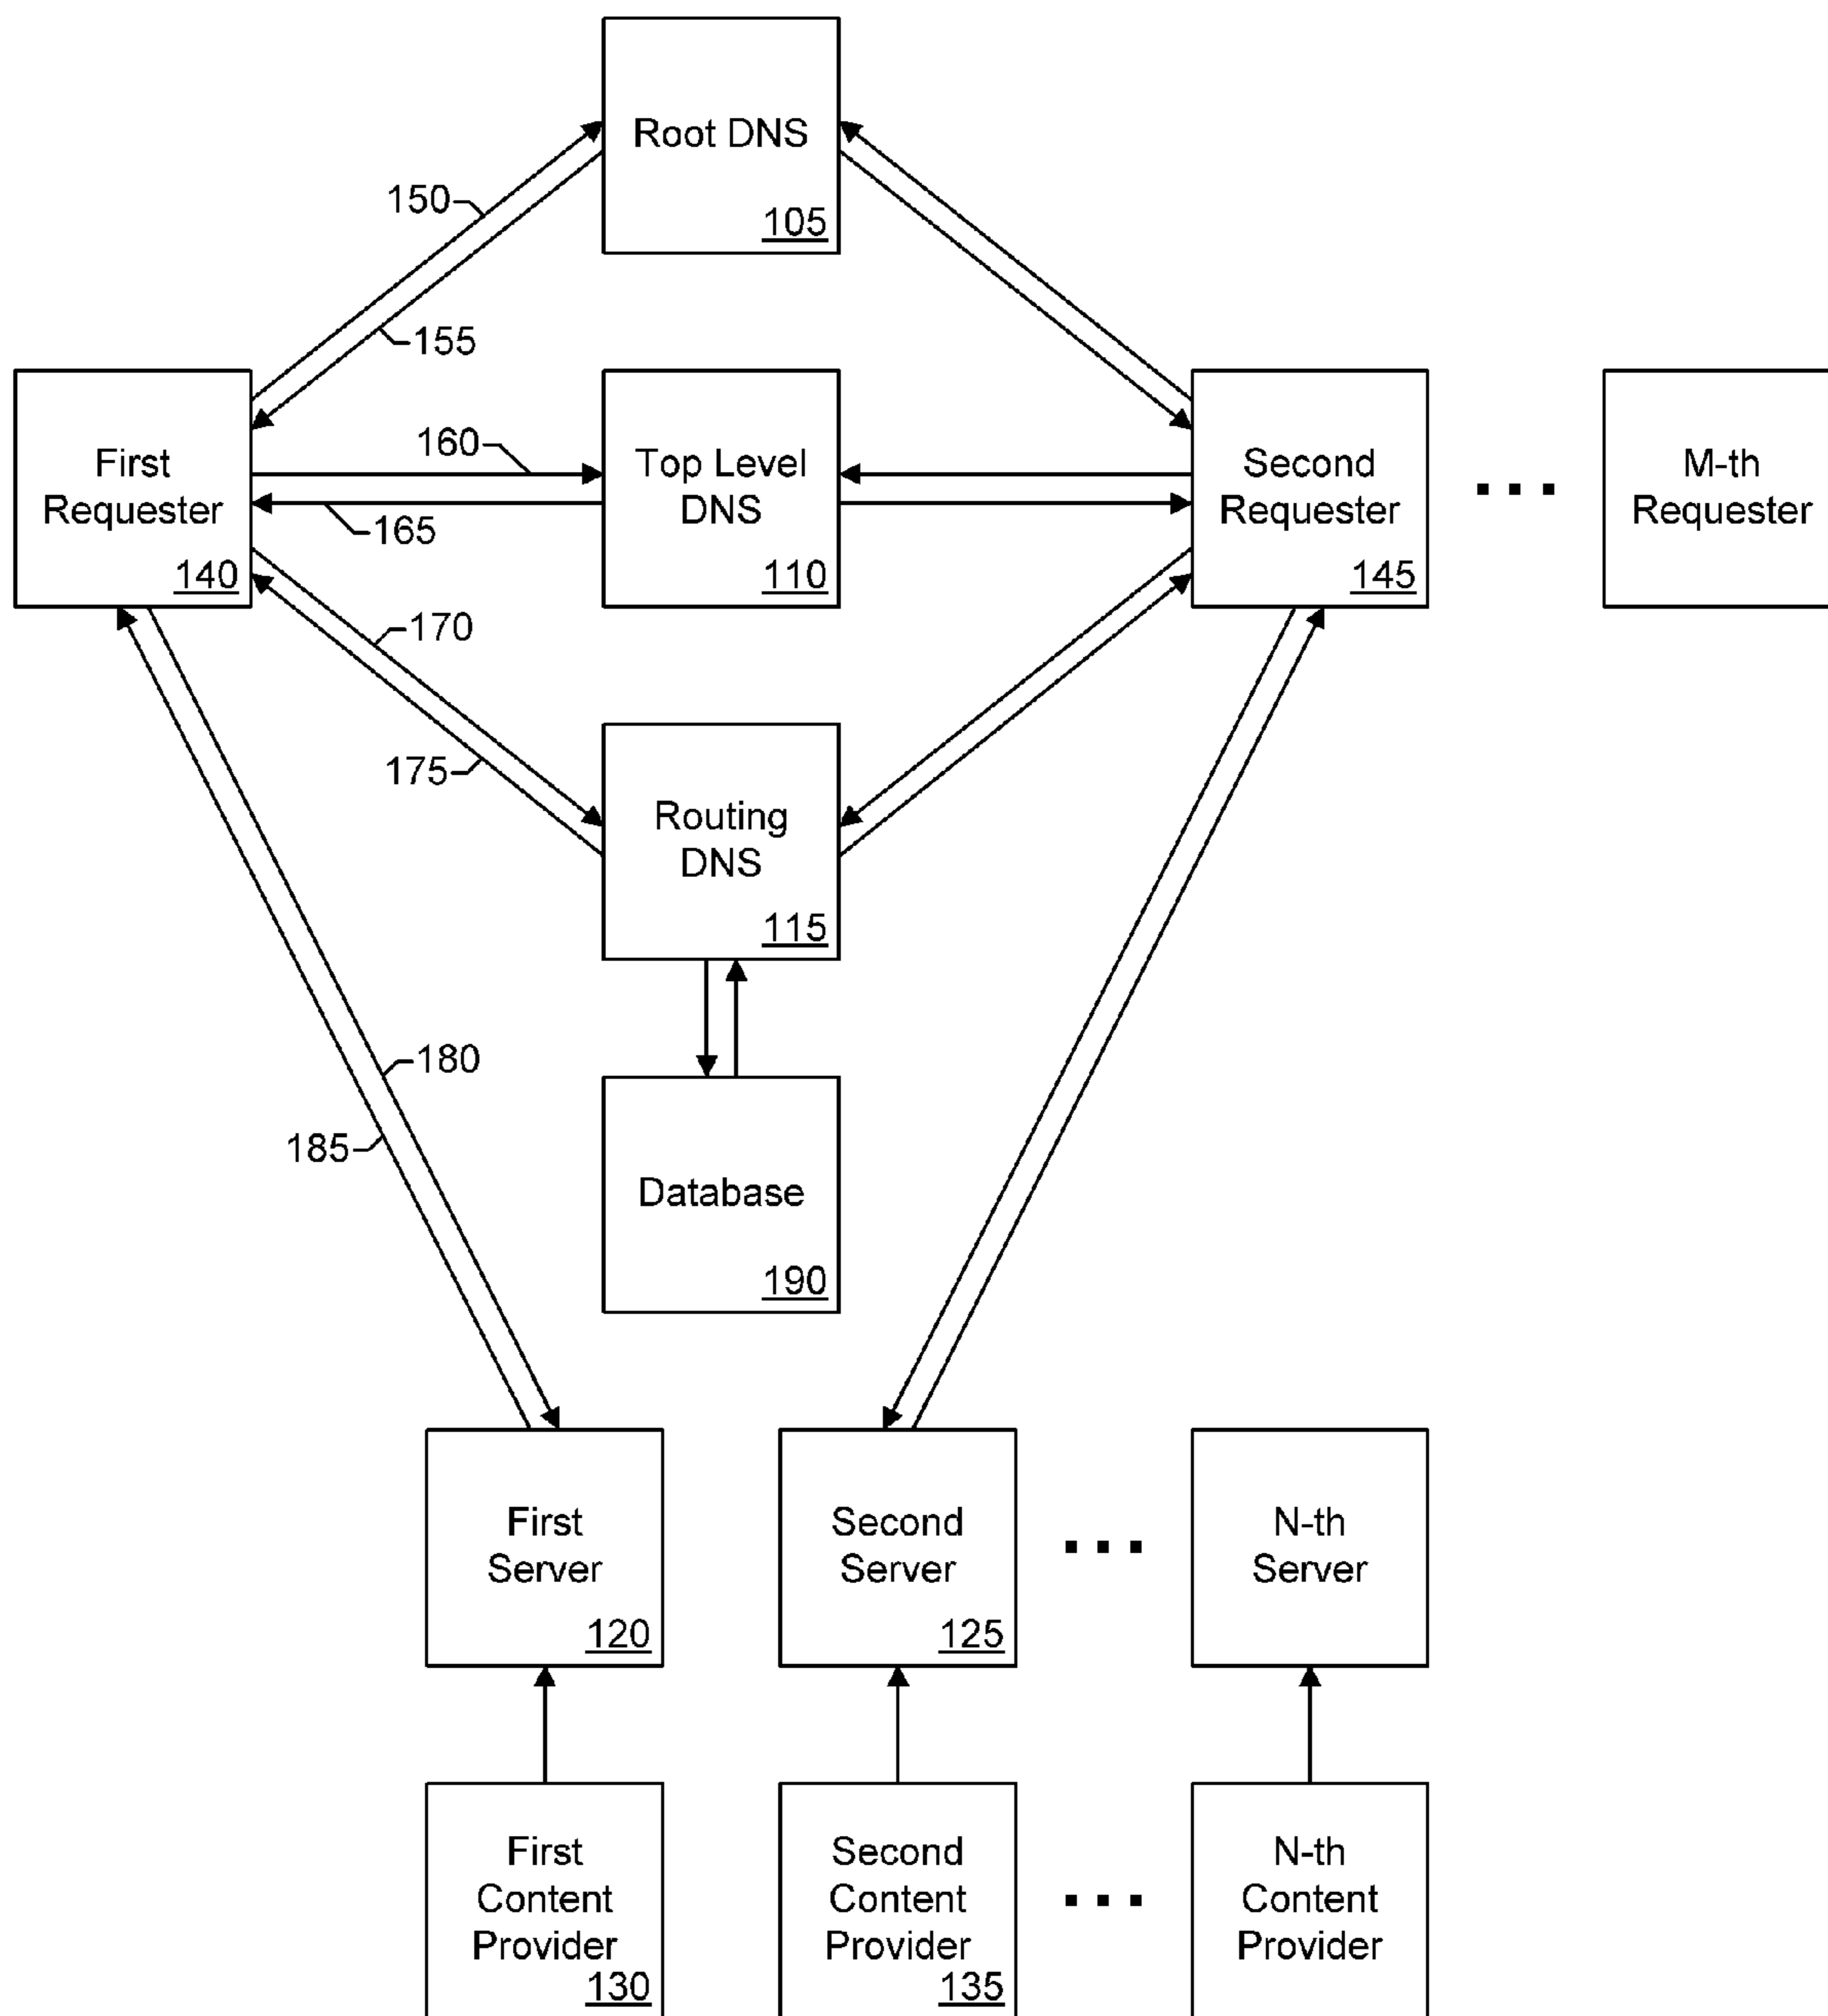 Root DNS
105
150
155
First
Requester
140
160
165
Top Level
DNS
110
Second
Requester
145
...
M-th
Requester
170
175
Routing
DNS
115
180
185
Database
190
First
Server
120
Second
Server
125
...
N-th
Server
First
Content
Provider
130
Second
Content
Provider
135
...
N-th
Content
Provider